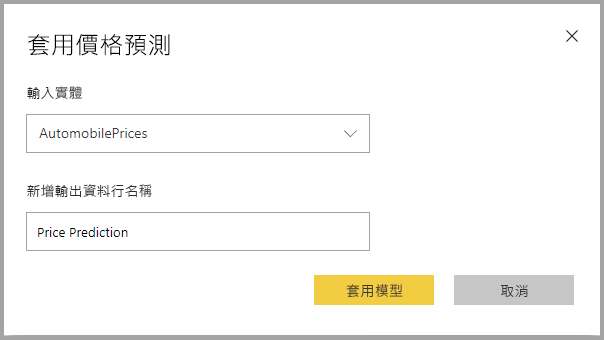 套用價格預測
輸入實體
AutomobilePrices
新增輸出資料行名稱
Price Prediction
套用模型
取消